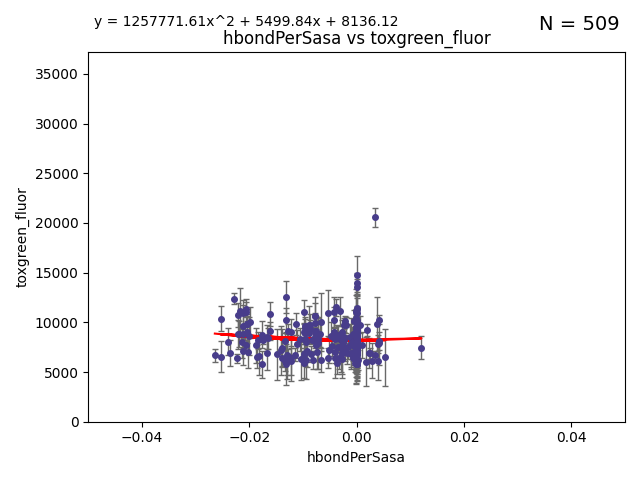 y = 1257771.61x^2 + 5499.84x + 8136.12
N = 509
hbondPerSasa vs toxgreen_fluor
35000
30000
25000
20000
15000
10000
5000
0
toxgreen_fluor
−0.04
−0.02
0.00
0.02
0.04
hbondPerSasa